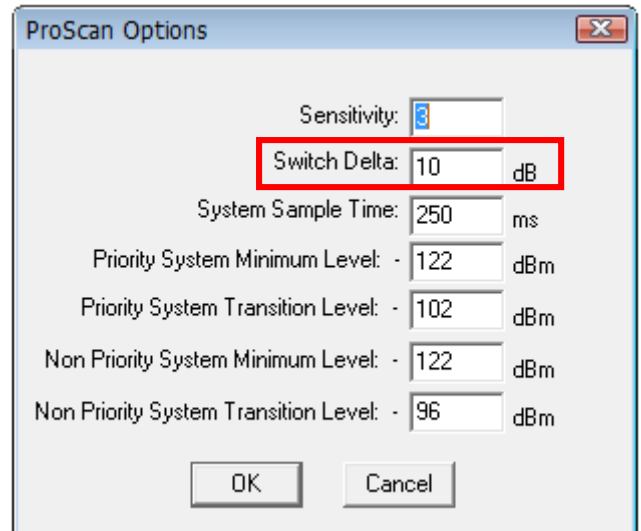 ProScan Options
Sensitivity: 3
Switch Delta: 10 dB
System Sample Time: 250 ms
Priority System Minimum Level: - 122 dBm
Priority System Transition Level: - 102 dBm
Non Priority System Minimum Level: - 122 dBm
Non Priority System Transition Level: - 96 dBm
OK Cancel